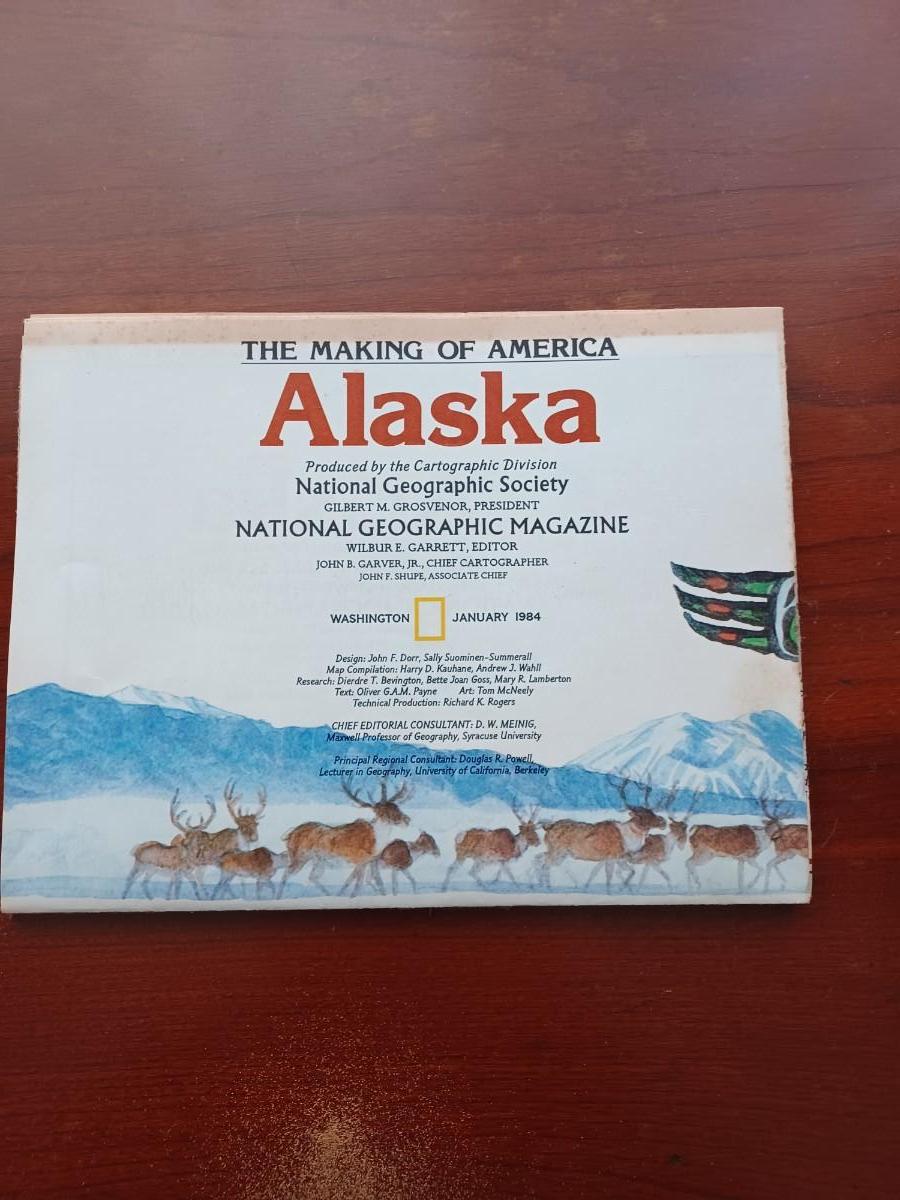 THE MAKING OF AMERICA
Alaska
Produced by the Cartographic Division
National Geographic Society
GILBERT M. GROSVENOR, PRESIDENT
NATIONAL GEOGRAPHIC MAGAZINE
WILBUR E. GARRETT, EDITOR
JOHN B. GARVER, JR., CHIEF CARTOGRAPHER
JOHN F. SHUPE, ASSOCIATE CHIEF
WASHINGTON JANUARY 1984
Design: John F. Dorr, Sally Suominen-Summerall
Map Compilation: Harry D. Kauhane, Andrew J. Wahll
Research: Dierdre T. Bevington, Bette Joan Goss, Mary R. Lamberton
Text: Oliver G.A.M. Payne Art: Tom McNeely
Technical Production: Richard K. Rogers
CHIEF EDITORIAL CONSULTANT: D. W. MEINIG,
Maxwell Professor of Geography, Syracuse University
Principal Regional Consultant: Douglas R. Powell,
Lecturer in Geography, University of California, Berkeley